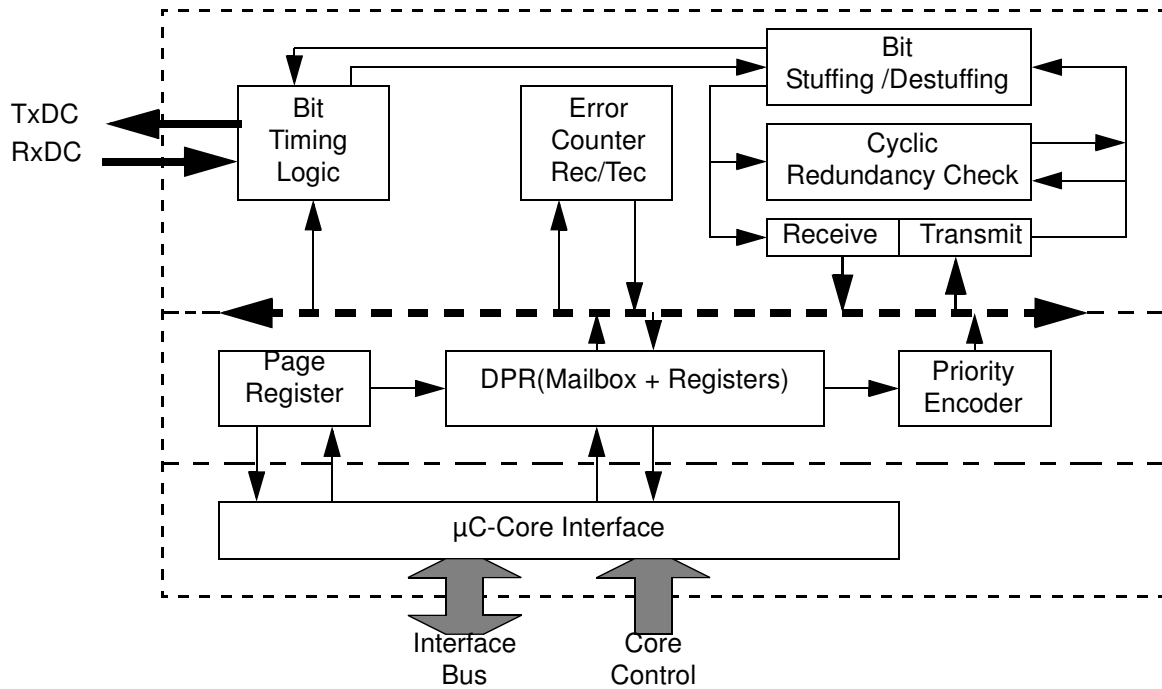 TxDC
RxDC
Bit
Timing
Logic
Error
Counter
Rec/Tec
Bit
Stuffing /Destuffing
Cyclic
Redundancy Check
Receive
Transmit
Page
Register
DPR(Mailbox + Registers)
Priority
Encoder
µC-Core Interface
Interface
Bus
Core
Control